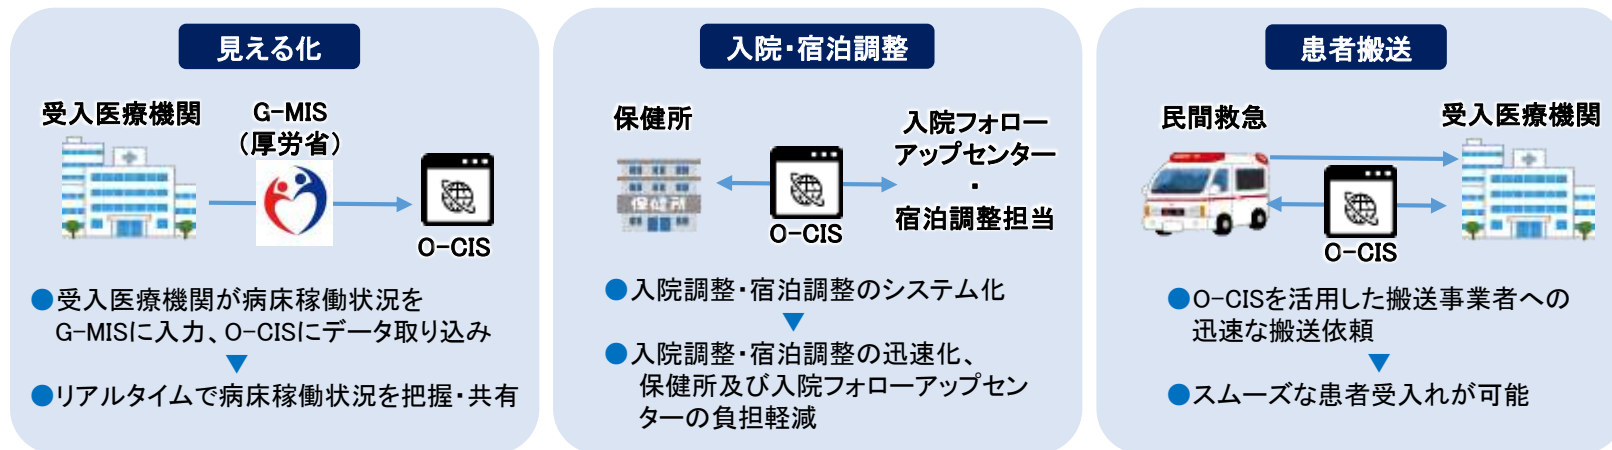 見える化
受入医療機関
G-MIS
（厚労省）
O-CIS
●受入医療機関が病床稼働状況を
G-MISに入力、O-CISにデータ取り込み
▼
●リアルタイムで病床稼働状況を把握・共有
入院・宿泊調整
保健所
保健所
O-CIS
入院フォロー
アップセンター
・
宿泊調整担当
●入院調整・宿泊調整のシステム化
▼
●入院調整・宿泊調整の迅速化、
保健所及び入院フォローアップセン
ターの負担軽減
患者搬送
民間救急
受入医療機関
O-CIS
●O-CISを活用した搬送事業者への
迅速な搬送依頼
▼
●スムーズな患者受入れが可能